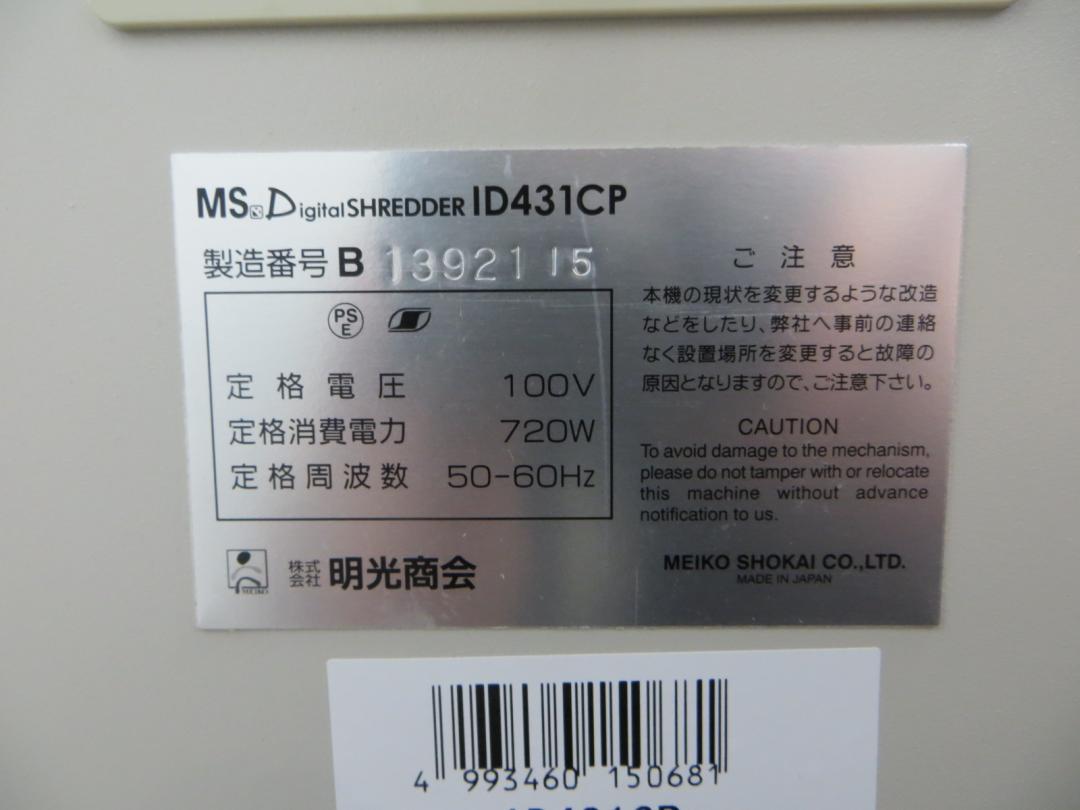 MS Digital SHREDDER ID431CP
製造番号 B 1392115
PS
E
定格電圧 100V
定格消費電力 720W
定格周波数 50-60Hz
ご注意
本機の現状を変更するような改造
などをしたり、弊社へ事前の連絡
なく設置場所を変更すると故障の
原因となりますので、ご注意下さい。
CAUTION
To avoid damage to the mechanism,
please do not tamper with or relocate
this machine without advance
notification to us.
MEIKO
株式
会社 明光商会
MEIKO SHOKAI CO.,LTD.
MADE IN JAPAN
4 993460 150681